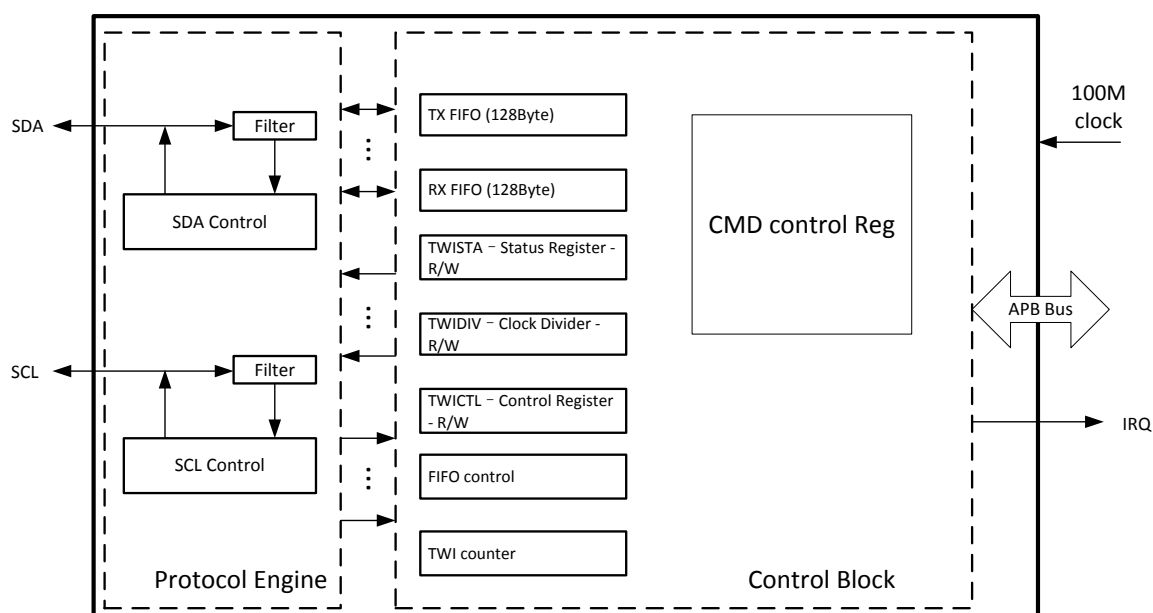 SDA
Filter
SDA Control
SCL
Filter
SCL Control
Protocol Engine
TX FIFO (128Byte)
RX FIFO (128Byte)
TWISTA – Status Register -
R/W
TWIDIV – Clock Divider -
R/W
TWICTL – Control Register
- R/W
FIFO control
TWI counter
CMD control Reg
Control Block
100M
clock
APB Bus
IRQ